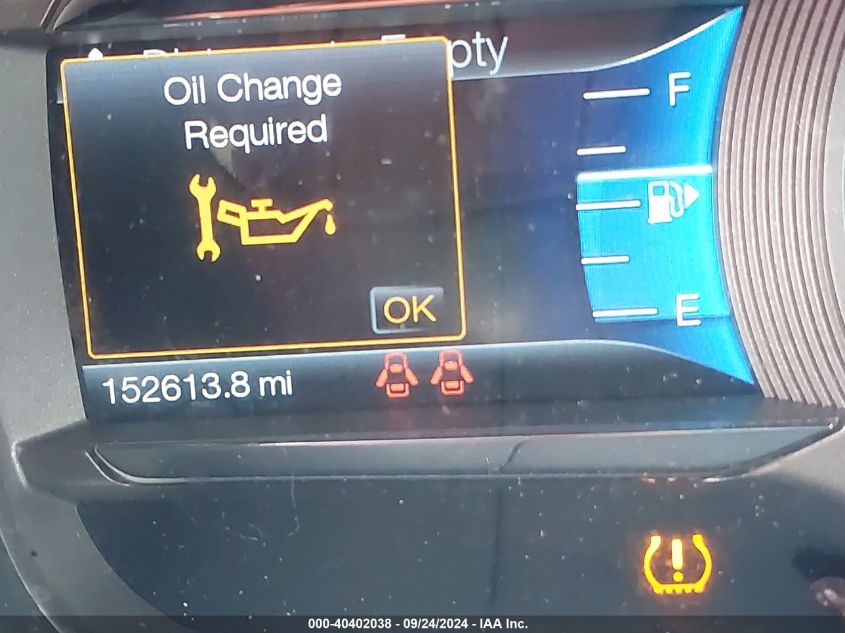 pty
Oil Change
Required
OK
F
E
152613.8 mi
000-40402038 - 09/24/2024 - IAA Inc.